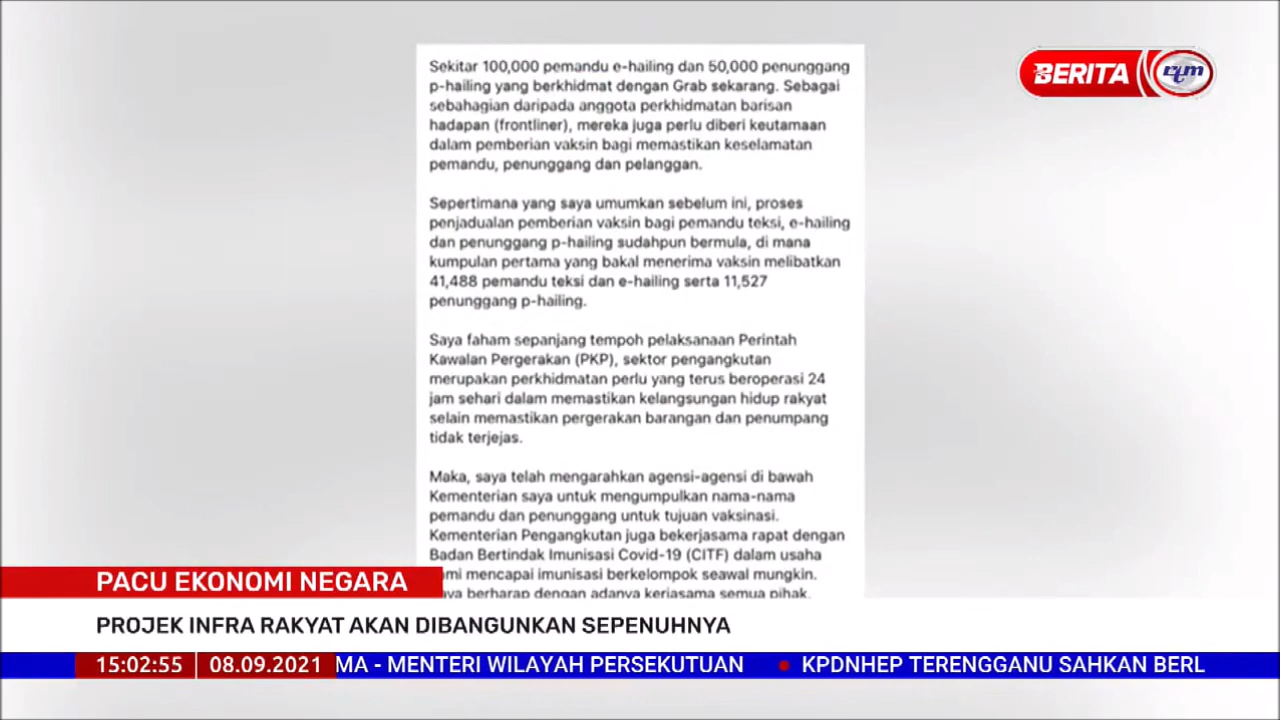 Sekitar 100,000 pemandu e-hailing dan 50,000 penunggang
p-hailing yang berkhidmat dengan Grab sekarang. Sebagai
sebahagian daripada anggota perkhidmatan barisan
hadapan (frontliner), mereka juga perlu diberi keutamaan
dalam pemberian vaksin bagi memastikan keselamatan
pemandu, penunggang dan pelanggan.
Sepertimana yang saya umumkan sebelum ini, proses
penjadualan pemberian vaksin bagi pemandu teksi, e-hailing
dan penunggang p-hailing sudahpun bermula, di mana
kumpulan pertama yang bakal menerima vaksin melibatkan
41,488 pemandu teksi dan e-hailing serta 11,527
penunggang p-hailing.
Saya faham sepanjang tempoh pelaksanaan Perintah
Kawalan Pergerakan (PKP), sektor pengangkutan
merupakan perkhidmatan perlu yang terus beroperasi 24
jam sehari dalam memastikan kelangsungan hidup rakyat
selain memastikan pergerakan barangan dan penumpang
tidak terjejas.
Maka, saya telah mengarahkan agensi-agensi di bawah
Kementerian saya untuk mengumpulkan nama-nama
pemandu dan penunggang untuk tujuan vaksinasi.
Kementerian Pengangkutan juga bekerjasama rapat dengan
Badan Bertindak Imunisasi Covid-19 (CITF) dalam usaha
mencapai imunisasi berkelompok seawal mungkin.
berharap dengan adanya kerjasama semua pihak,
BERITA rtm
PACU EKONOMI NEGARA
PROJEK INFRA RAKYAT AKAN DIBANGUNKAN SEPENUHNYA
15:02:55 08.09.2021 MA - MENTERI WILAYAH PERSEKUTUAN • KPDNHEP TERENGGANU SAHKAN BERL